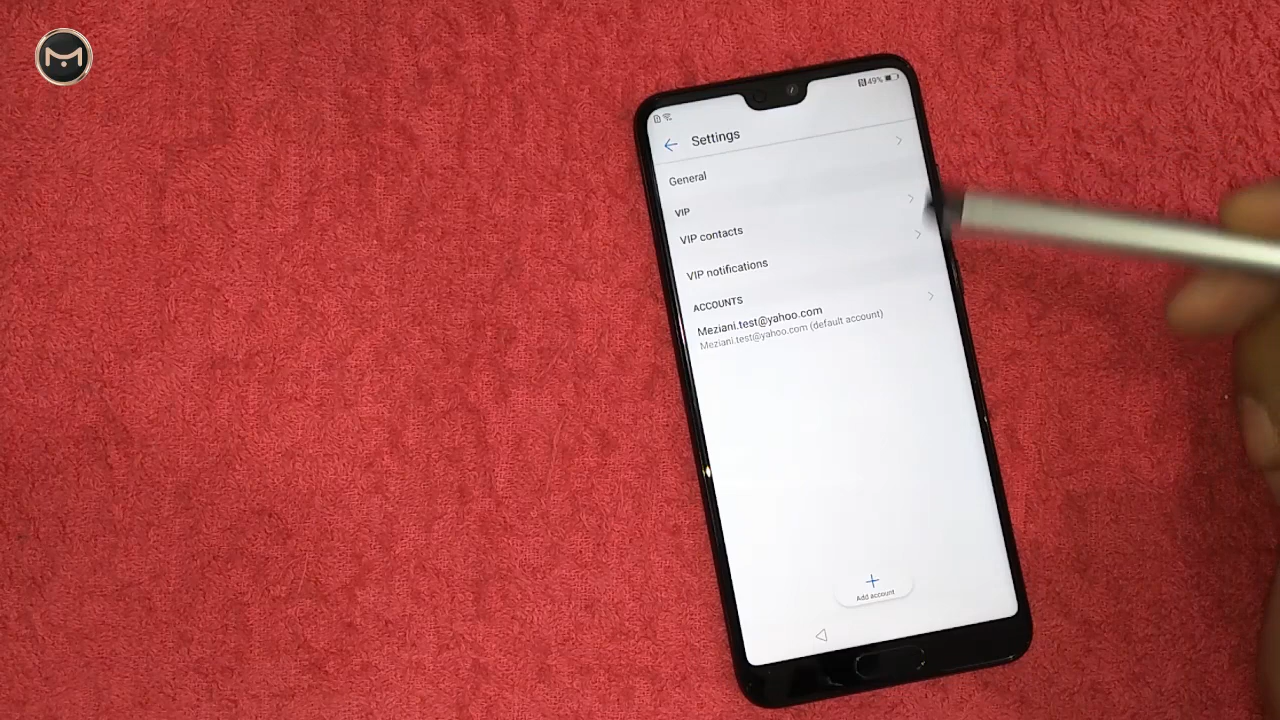 49%
Settings
General
VIP
VIP contacts
VIP notifications
ACCOUNTS
Meziani.test@yahoo.com
Meziani.test@yahoo.com (default account)
Add account